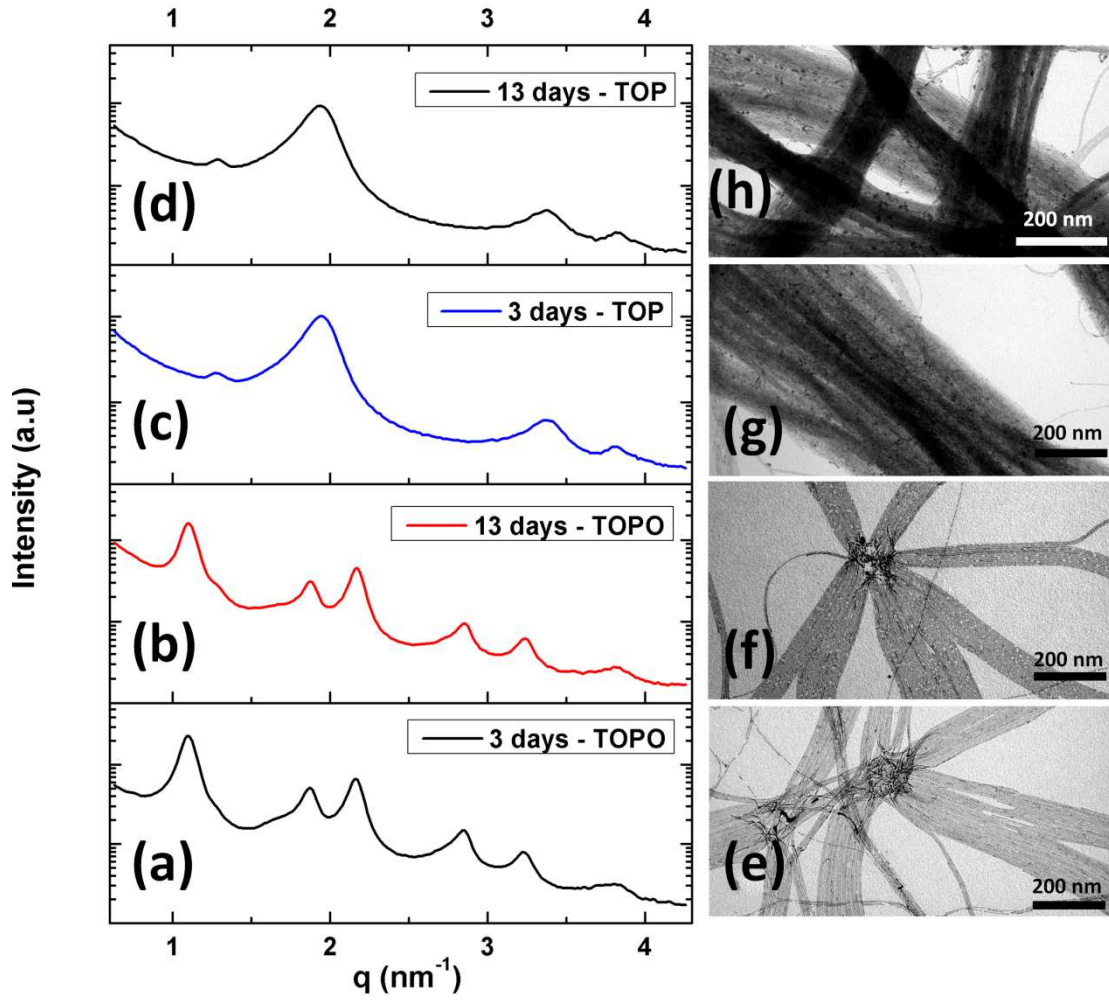 1 2 3 4
13 days - TOP
(d)
3 days - TOP
(c)
13 days - TOPO
(b)
3 days - TOPO
(a)
1 2 3 4
q (nm⁻¹)
Intensity (a.u)
(h)
200 nm
(g)
200 nm
(f)
200 nm
(e)
200 nm